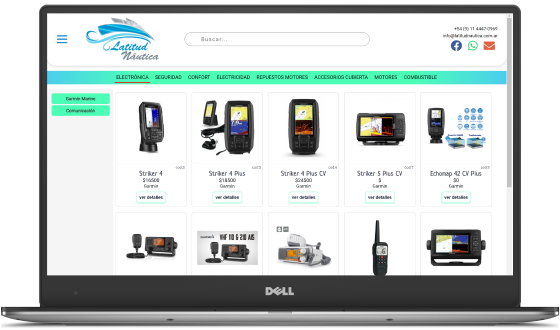 Latitud
Náutica
Buscar...
+54 (9) 11 4447 0969
info@latitudnautica.com.ar
ELECTRÓNICA SEGURIDAD CONFORT ELECTRICIDAD REPUESTOS MOTORES ACCESORIOS CUBIERTA MOTORES COMBUSTIBLE
Garmin Marine
Comunicación
Striker 4
$16500
Garmin
ver detalles
Striker 4 Plus
$18500
Garmin
ver detalles
Striker 4 Plus CV
$24500
Garmin
ver detalles
Striker 5 Plus CV
$
Garmin
ver detalles
Echomap 42 CV Plus
$0
Garmin
ver detalles
VHF 110 & 215 AIS
DELL